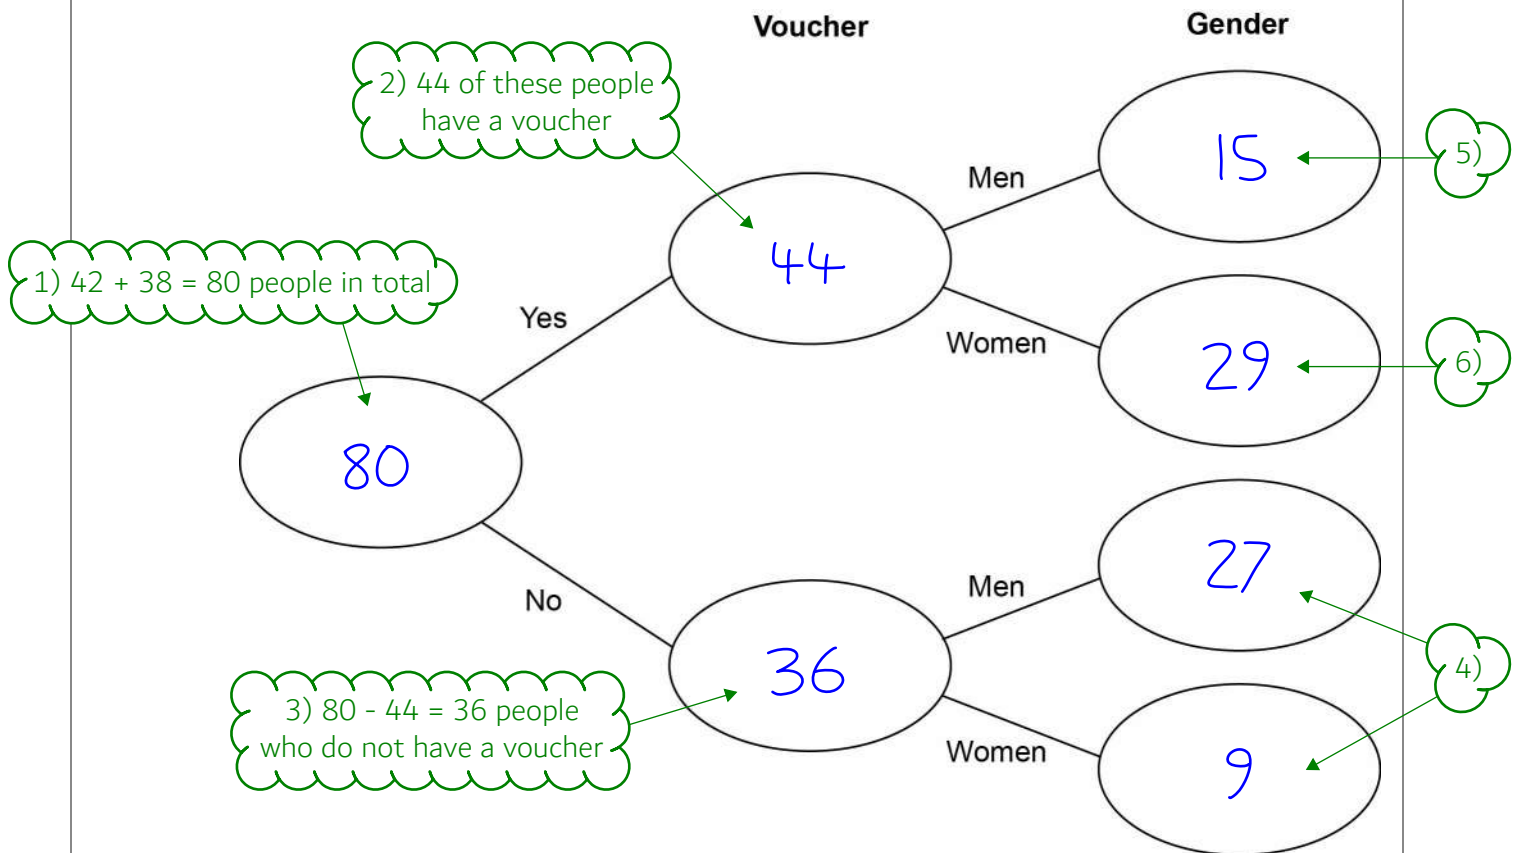 Voucher
Gender
2) 44 of these people
have a voucher
15
5)
Men
44
1) 42 + 38 = 80 people in total
Yes
Women
29
6)
80
27
Men
No
36
4)
3) 80 - 44 = 36 people
who do not have a voucher
Women
9